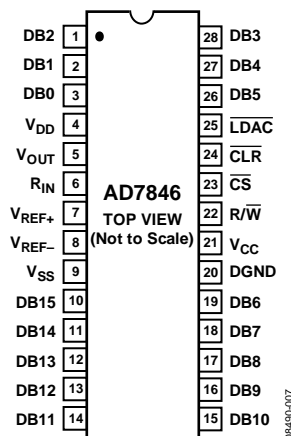 DB2 1
DB1 2
DB0 3
VDD 4
VOUT 5
RIN 6
VREF+ 7
VREF– 8
VSS 9
DB15 10
DB14 11
DB13 12
DB12 13
DB11 14
AD7846
TOP VIEW
(Not to Scale)
28 DB3
27 DB4
26 DB5
25 LDAC
24 CLR
23 CS
22 R/W
21 VCC
20 DGND
19 DB6
18 DB7
17 DB8
16 DB9
15 DB10
08490-007